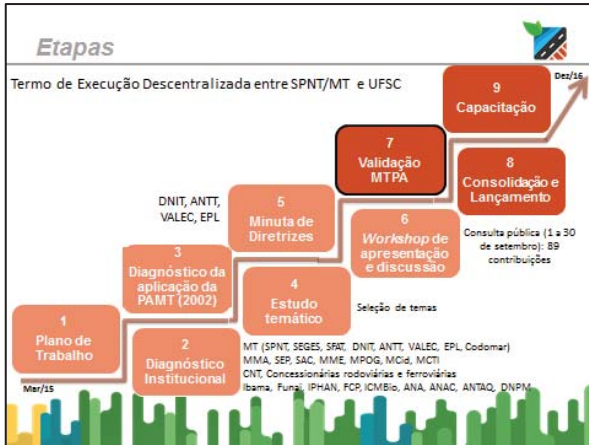 Etapas
Termo de Execução Descentralizada entre SPNT/MT e UFSC
Dez/16
9
Capacitação
7
Validação
MTPA
8
Consolidação e
Lançamento
DNIT, ANTT,
VALEC, EPL
5
Minuta de
Diretrizes
6
Workshop de
apresentação
e discussão
Consulta pública (1 a 30
de setembro): 89
contribuições
3
Diagnóstico da
aplicação da
PAMT (2002)
4
Estudo
temático
Seleção de temas
1
Plano de
Trabalho
2
Diagnóstico
Institucional
MT (SPNT, SEGES, SFAT, DNIT, ANTT, VALEC, EPL, Codomar)
MMA, SEP, SAC, MME, MPOG, MCid, MCTI
CNT, Concessionárias rodoviárias e ferroviárias
Ibama, Funai, IPHAN, FCP, ICMBio, ANA, ANAC, ANTAQ, DNPM
Mar/15